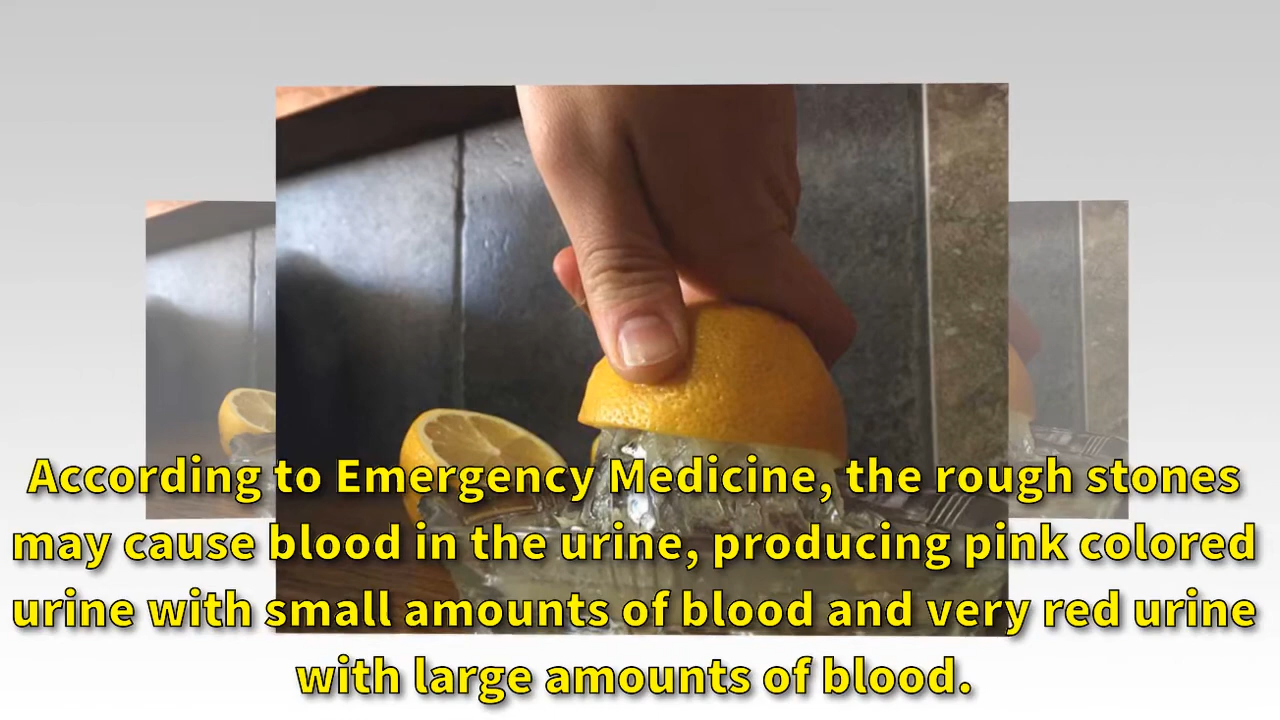 According to Emergency Medicine, the rough stones
may cause blood in the urine, producing pink colored
urine with small amounts of blood and very red urine
with large amounts of blood.